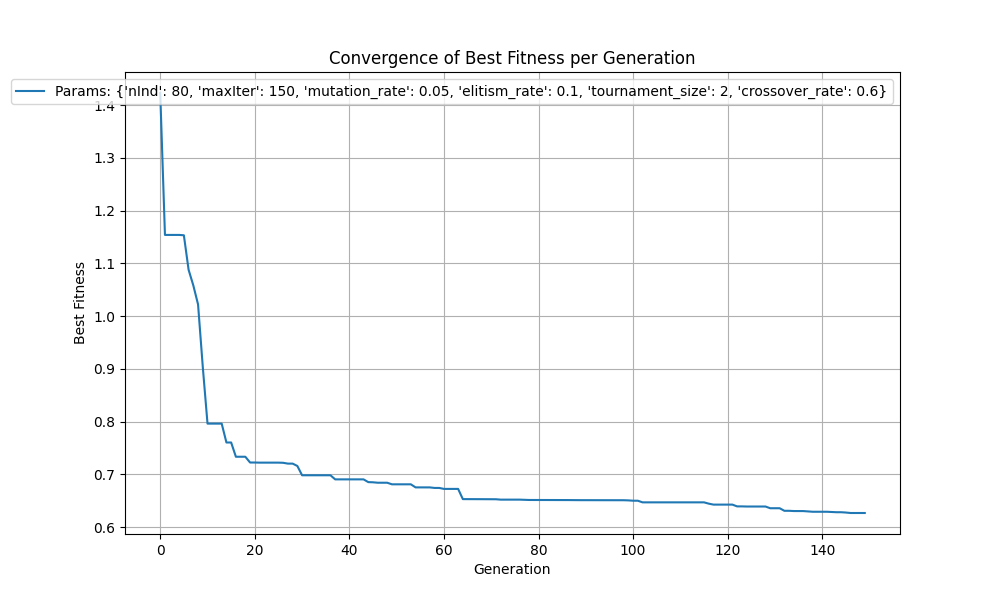 Convergence of Best Fitness per Generation
Params: {'nInd': 80, 'maxIter': 150, 'mutation_rate': 0.05, 'elitism_rate': 0.1, 'tournament_size': 2, 'crossover_rate': 0.6}
1.4
1.3
1.2
1.1
1.0
0.9
0.8
0.7
0.6
Best Fitness
0 20 40 60 80 100 120 140
Generation